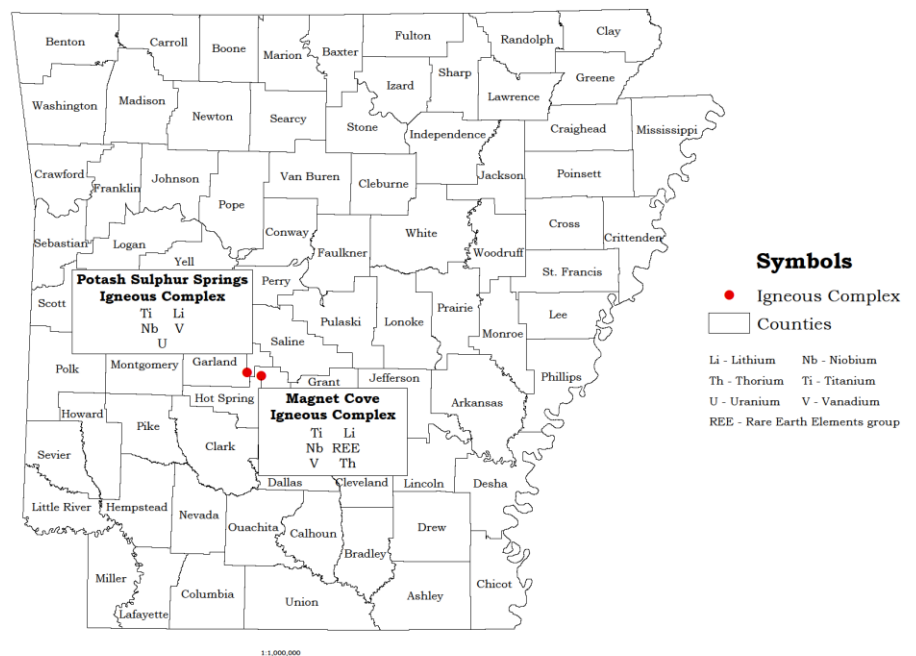 Benton
Carroll
Boone
Marion
Baxter
Fulton
Randolph
Clay
Sharp
Izard
Greene
Lawrence
Washington
Madison
Newton
Searcy
Stone
Independence
Craighead
Mississippi
Crawford
Franklin
Johnson
Pope
Van Buren
Cleburne
Jackson
Poinsett
Sebastian
Logan
Conway
Faulkner
White
Woodruff
Cross
Crittenden
Yell
Perry
St. Francis
Scott
Potash Sulphur Springs
Igneous Complex
Ti Li
Nb V
U
Saline
Pulaski
Lonoke
Prairie
Monroe
Lee
Polk
Montgomery
Garland
Hot Spring
Grant
Jefferson
Phillips
Arkansas
Magnet Cove
Igneous Complex
Ti Li
Nb REE
V Th
Howard
Pike
Clark
Sevier
Dallas
Cleveland
Lincoln
Desha
Little River
Hempstead
Nevada
Ouachita
Calhoun
Bradley
Drew
Miller
Lafayette
Columbia
Union
Ashley
Chicot
Symbols
Igneous Complex
Counties
Li - Lithium Nb - Niobium
Th - Thorium Ti - Titanium
U - Uranium V - Vanadium
REE - Rare Earth Elements group
1:1,000,000